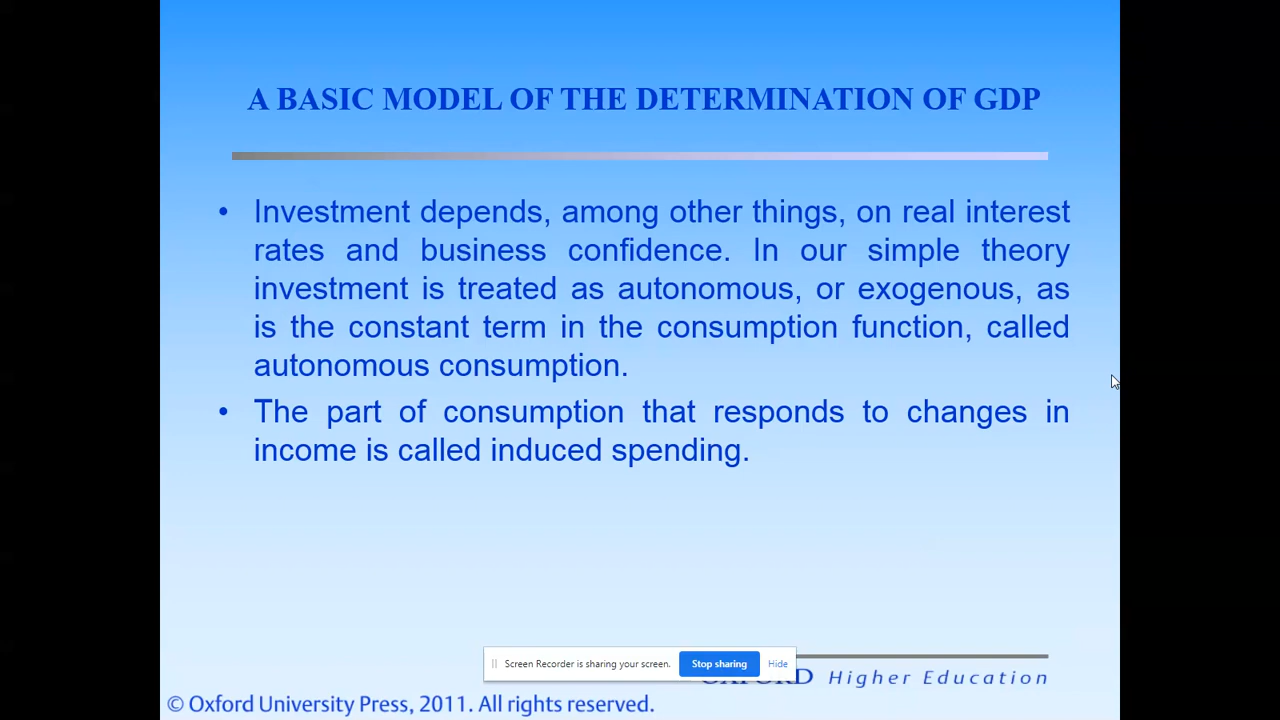 A BASIC MODEL OF THE DETERMINATION OF GDP
• Investment depends, among other things, on real interest
rates and business confidence. In our simple theory
investment is treated as autonomous, or exogenous, as
is the constant term in the consumption function, called
autonomous consumption.
• The part of consumption that responds to changes in
income is called induced spending.
Screen Recorder is sharing your screen. Stop sharing Hide
OXFORD Higher Education
© Oxford University Press, 2011. All rights reserved.